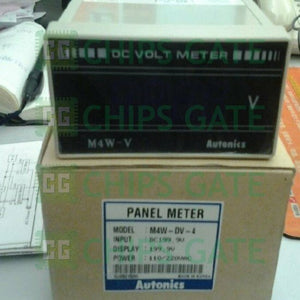 DC VOLT METER
V
M4W-V
Autonics
CHIPS GATE
PANEL METER
MODEL : M4W-DV-4
INPUT : DC199.9V
DISPLAY : 199.9V
POWER : 110/220VAC
Autonics